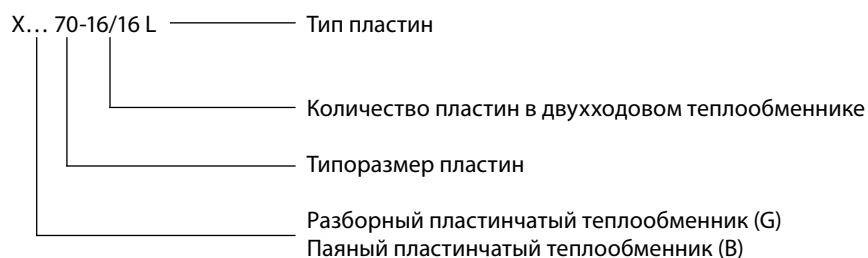 X… 70-16/16 L
Тип пластин
Количество пластин в двухходовом теплообменнике
Типоразмер пластин
Разборный пластинчатый теплообменник (G)
Паяный пластинчатый теплообменник (B)